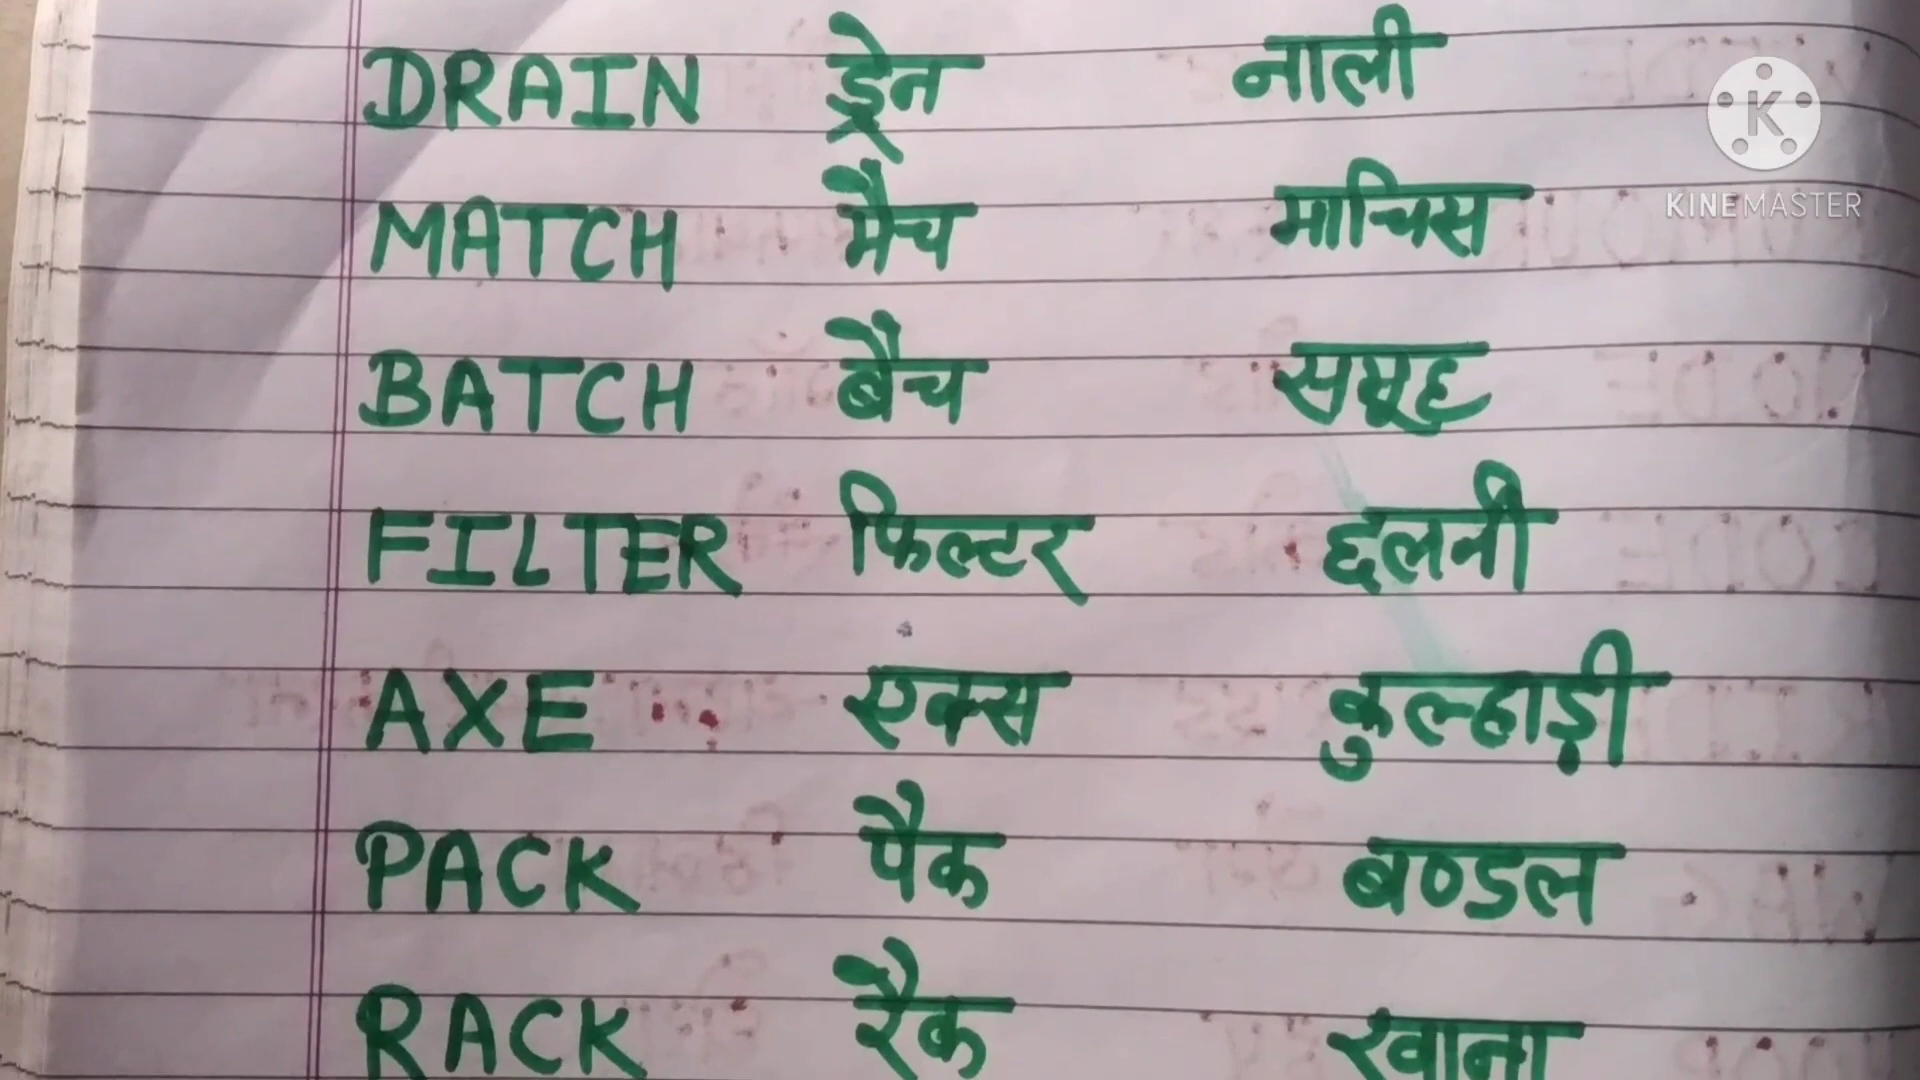 DRAIN ड्रेन नाली
K
KINEMASTER
MATCH मैच माचिस
BATCH बैच समूह
FILTER फिल्टर छलनी
AXE एक्स कुल्हाड़ी
PACK पैक बण्डल
RACK रैक खाना